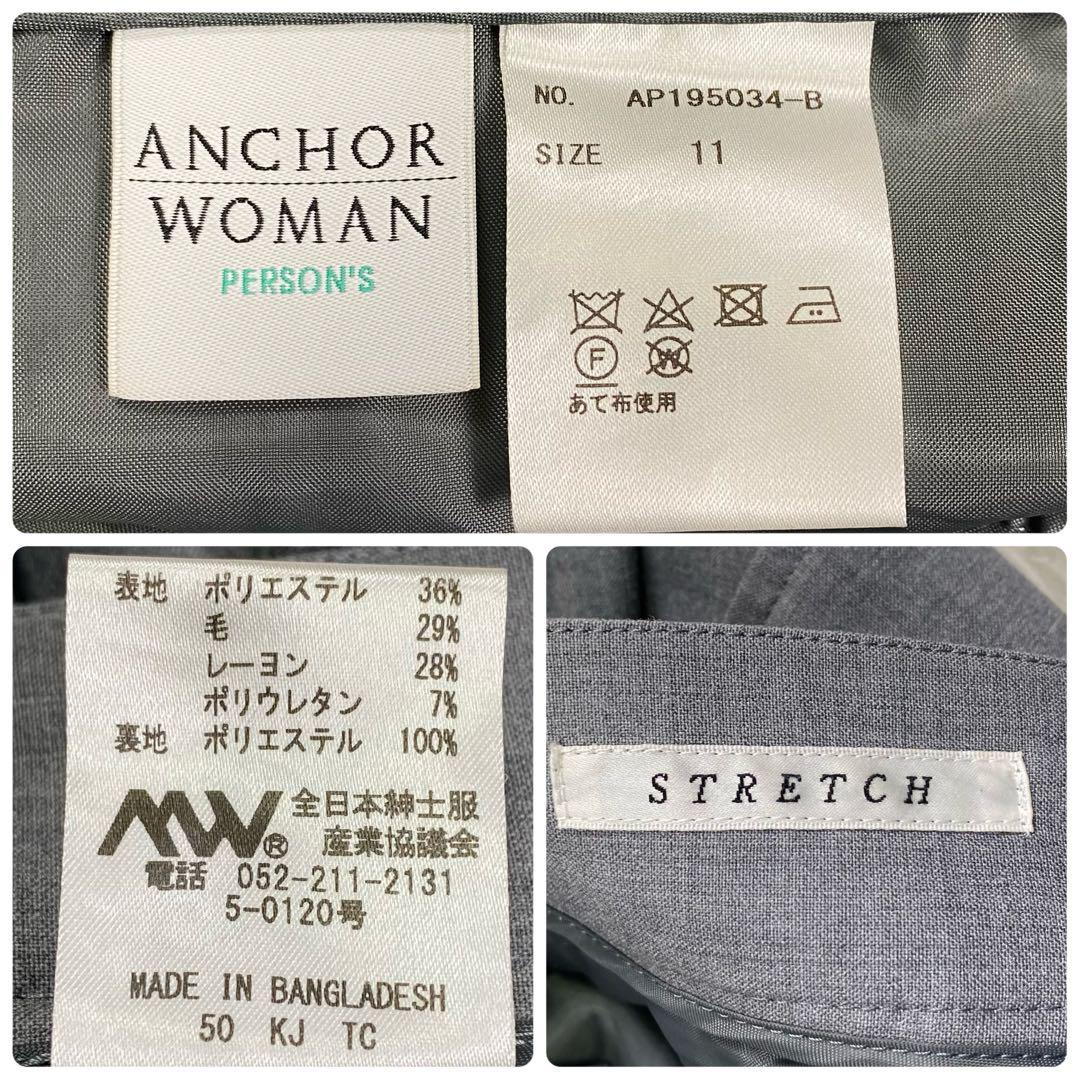 ANCHOR
WOMAN
PERSON'S
NO. AP195034-B
SIZE 11
F W
あて布使用
表地 ポリエステル 36%
毛 29%
レーヨン 28%
ポリウレタン 7%
裏地 ポリエステル 100%
MW® 全日本紳士服
産業協議会
電話 052-211-2131
5-0120号
MADE IN BANGLADESH
50 KJ TC
STRETCH